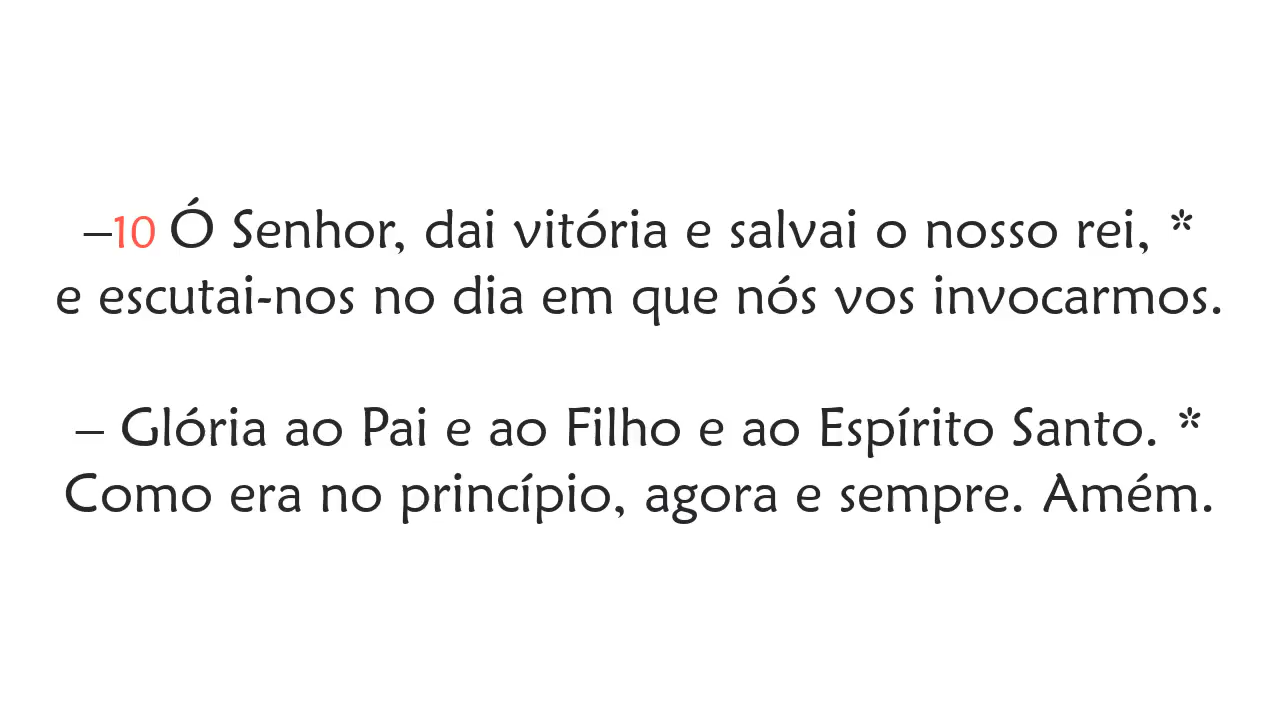 –10 Ó Senhor, dai vitória e salvai o nosso rei, *
e escutai-nos no dia em que nós vos invocarmos.
– Glória ao Pai e ao Filho e ao Espírito Santo. *
Como era no princípio, agora e sempre. Amém.